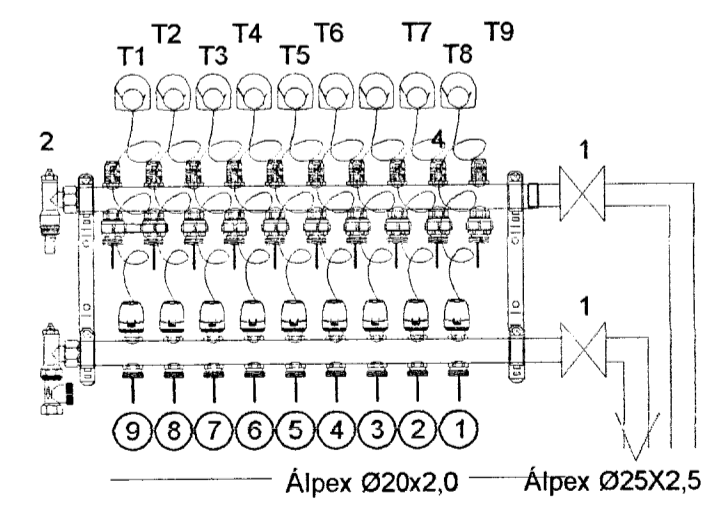 T2 T4 T6 T7 T9
T1 T3 T5 T8
2 4 1
1
9 8 7 6 5 4 3 2 1
Álpex Ø20x2,0 Álpex Ø25X2,5